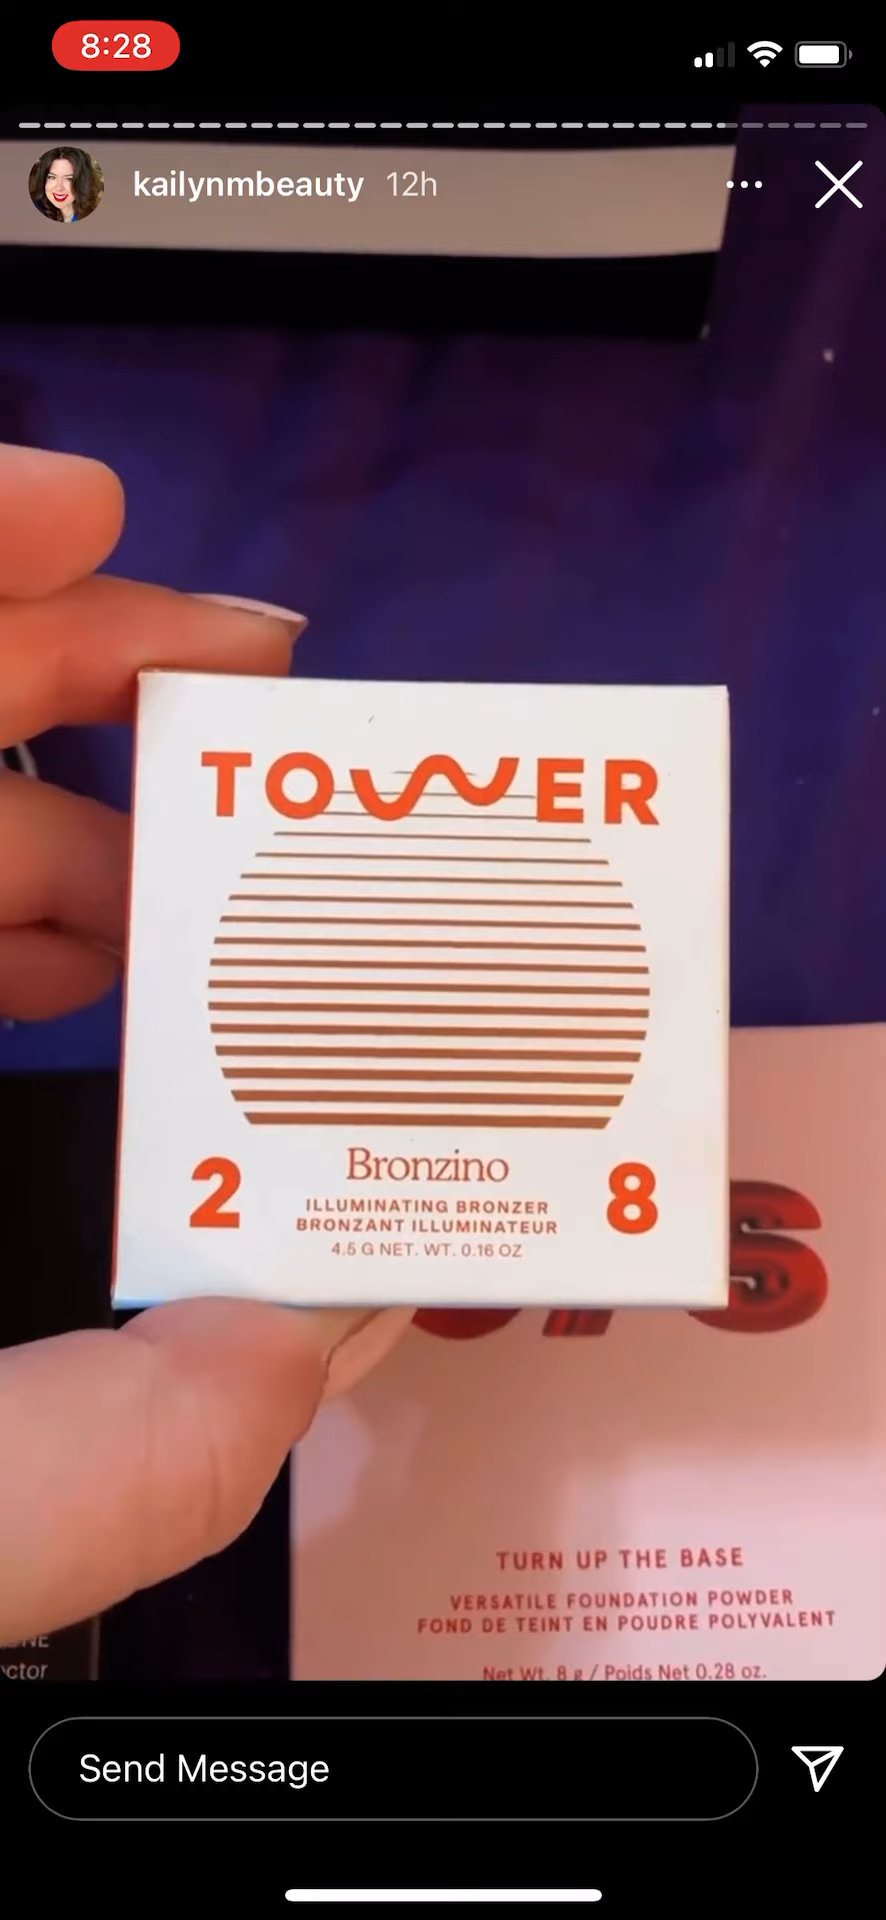 8:28
kailynmbeauty 12h
TOWER
2 8
Bronzino
ILLUMINATING BRONZER
BRONZANT ILLUMINATEUR
4.5 G NET. WT. 0.16 OZ
TURN UP THE BASE
VERSATILE FOUNDATION POWDER
FOND DE TEINT EN POUDRE POLYVALENT
Net Wt. 8 g / Poids Net 0.28 oz.
Send Message